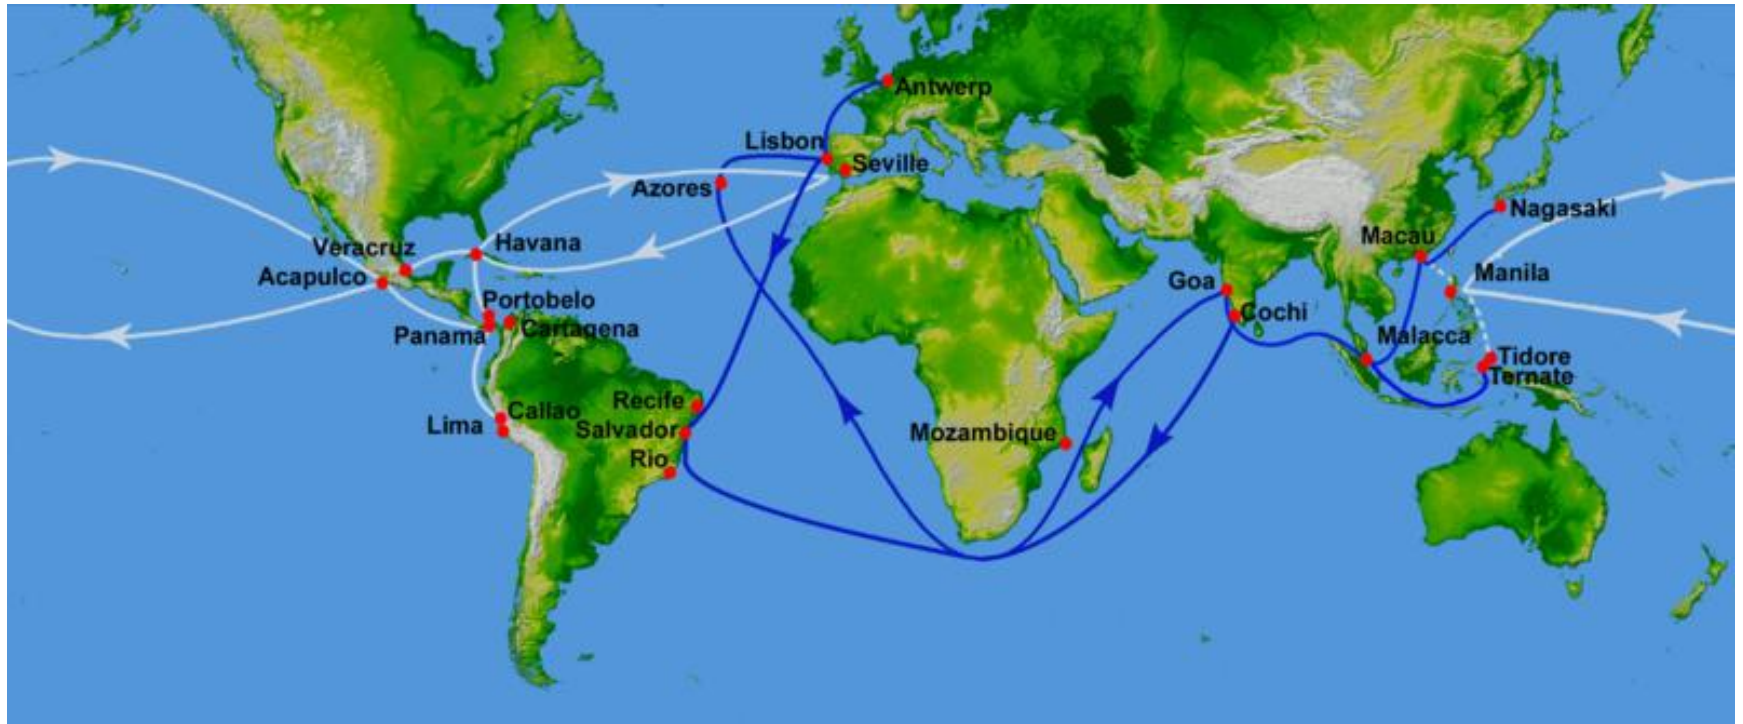 Antwerp
Lisbon
Seville
Azores
Nagasaki
Macau
Veracruz
Havana
Acapulco
Goa
Manila
Portobelo
Cochi
Panama
Cartagena
Malacca
Tidore
Ternate
Recife
Callao
Lima
Salvador
Mozambique
Rio